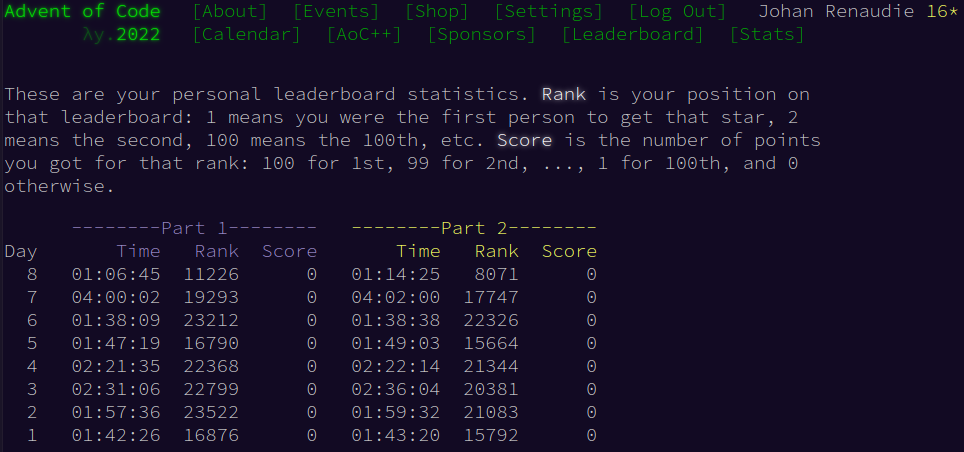 Advent of Code [About] [Events] [Shop] [Settings] [Log Out] Johan Renaudie 16*
λy.2022 [Calendar] [AoC++] [Sponsors] [Leaderboard] [Stats]
These are your personal leaderboard statistics. Rank is your position on
that leaderboard: 1 means you were the first person to get that star, 2
means the second, 100 means the 100th, etc. Score is the number of points
you got for that rank: 100 for 1st, 99 for 2nd, ..., 1 for 100th, and 0
otherwise.
--------Part 1-------- --------Part 2--------
Day Time Rank Score Time Rank Score
8 01:06:45 11226 0 01:14:25 8071 0
7 04:00:02 19293 0 04:02:00 17747 0
6 01:38:09 23212 0 01:38:38 22326 0
5 01:47:19 16790 0 01:49:03 15664 0
4 02:21:35 22368 0 02:22:14 21344 0
3 02:31:06 22799 0 02:36:04 20381 0
2 01:57:36 23522 0 01:59:32 21083 0
1 01:42:26 16876 0 01:43:20 15792 0